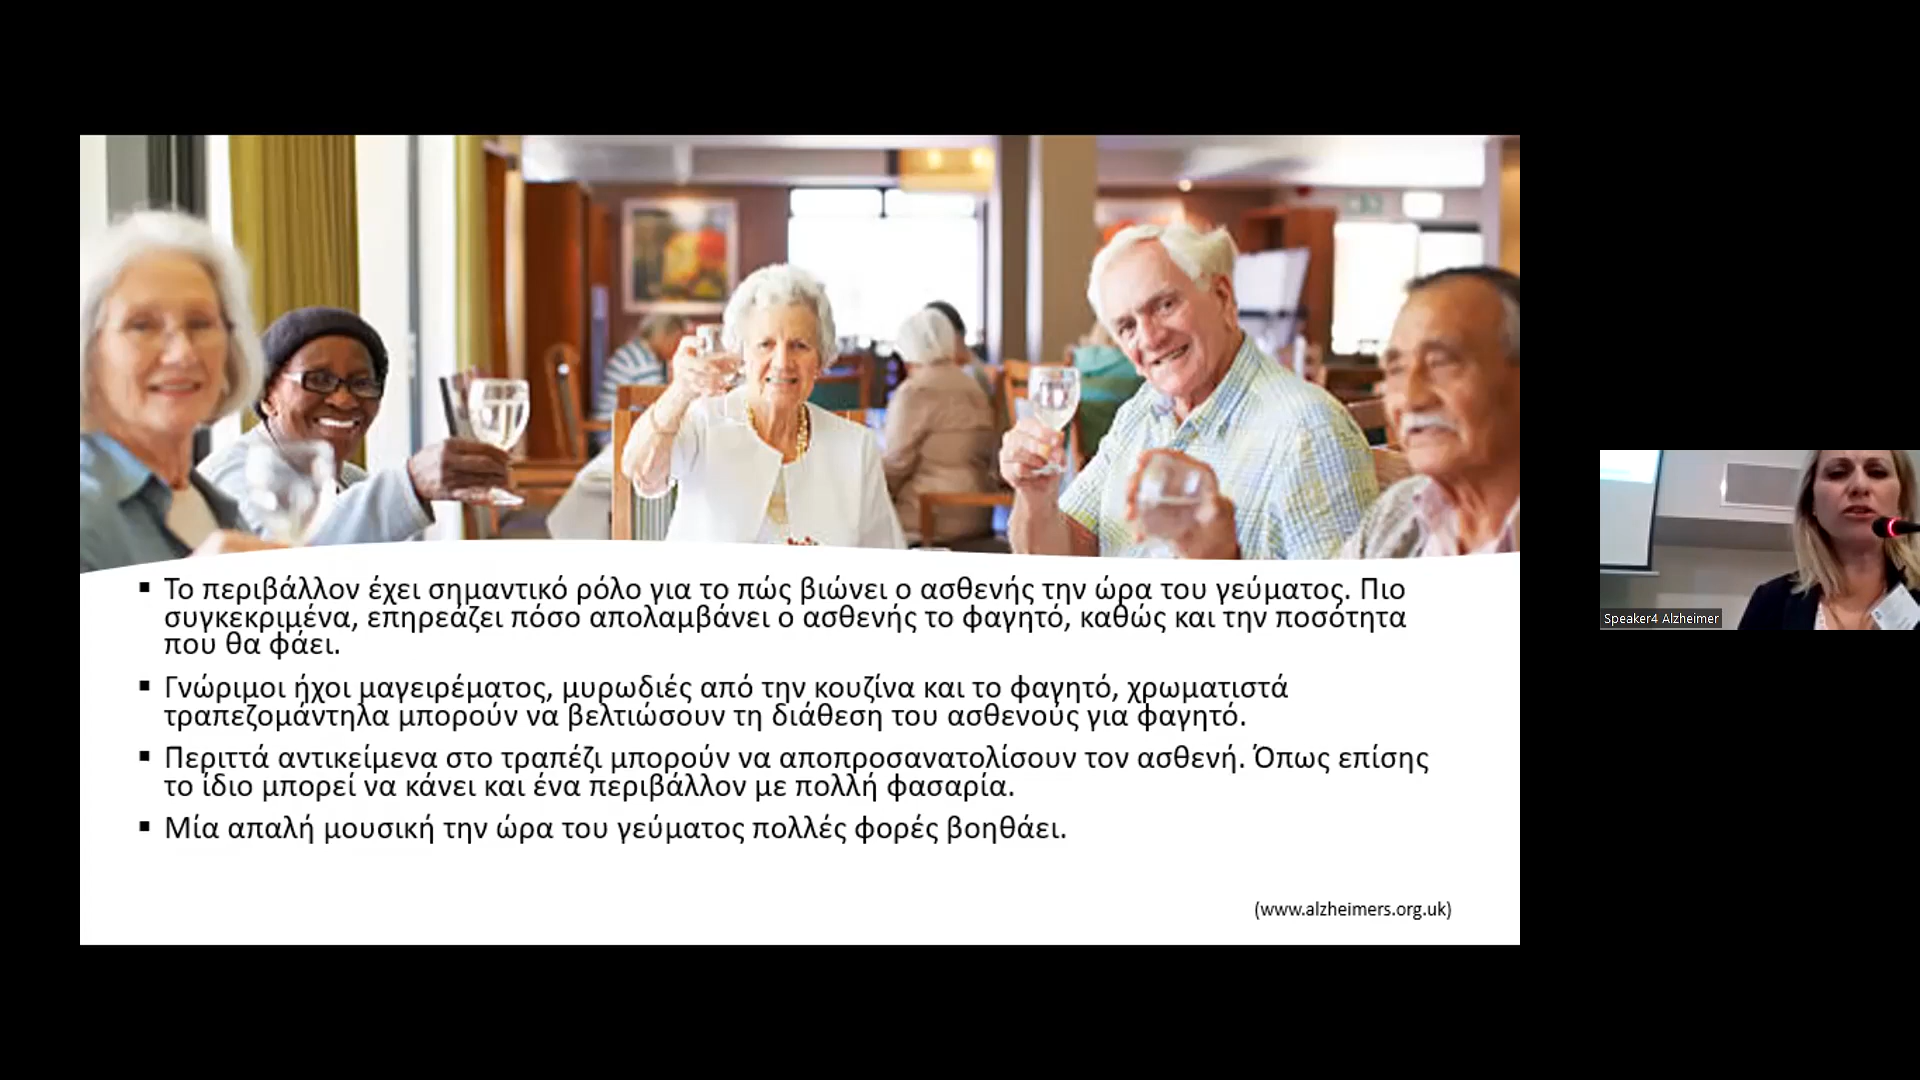 ▪ Το περιβάλλον έχει σημαντικό ρόλο για το πώς βιώνει ο ασθενής την ώρα του γεύματος. Πιο
συγκεκριμένα, επηρεάζει πόσο απολαμβάνει ο ασθενής το φαγητό, καθώς και την ποσότητα
που θα φάει.
▪ Γνώριμοι ήχοι μαγειρέματος, μυρωδιές από την κουζίνα και το φαγητό, χρωματιστά
τραπεζομάντηλα μπορούν να βελτιώσουν τη διάθεση του ασθενούς για φαγητό.
▪ Περιττά αντικείμενα στο τραπέζι μπορούν να αποπροσανατολίσουν τον ασθενή. Όπως επίσης
το ίδιο μπορεί να κάνει και ένα περιβάλλον με πολλή φασαρία.
▪ Μία απαλή μουσική την ώρα του γεύματος πολλές φορές βοηθάει.
(www.alzheimers.org.uk)
Speaker4 Alzheimer